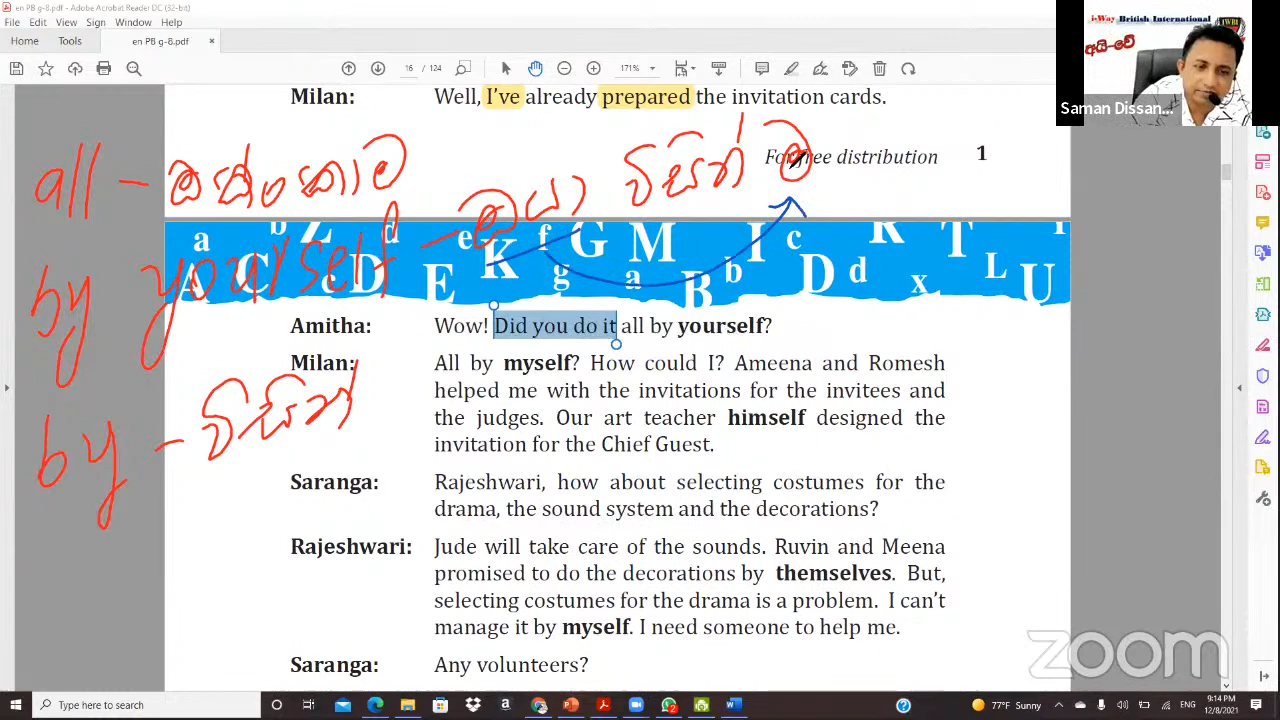 en PB g-8.pdf - Adobe Acrobat Reader DC (32-bit)
File Edit View Sign Window Help
Home Tools en PB g-8.pdf ×
16 / 124 171%
i-Way British International
IWBI
අයි-වේ
Saman Dissan...
Milan: Well, I've already prepared the invitation cards.
For free distribution 1
all - ඔක්කොම
by yourself - ඔයා විසින් ම
by - විසින්
a A C b Z c D d E e K f g G M a B b I c D d R x T L U
Amitha: Wow! Did you do it all by yourself?
Milan: All by myself? How could I? Ameena and Romesh
helped me with the invitations for the invitees and
the judges. Our art teacher himself designed the
invitation for the Chief Guest.
Saranga: Rajeshwari, how about selecting costumes for the
drama, the sound system and the decorations?
Rajeshwari: Jude will take care of the sounds. Ruvin and Meena
promised to do the decorations by themselves. But,
selecting costumes for the drama is a problem. I can't
manage it by myself. I need someone to help me.
Saranga: Any volunteers?
zoom
Type here to search
77°F Sunny
9:14 PM
12/8/2021